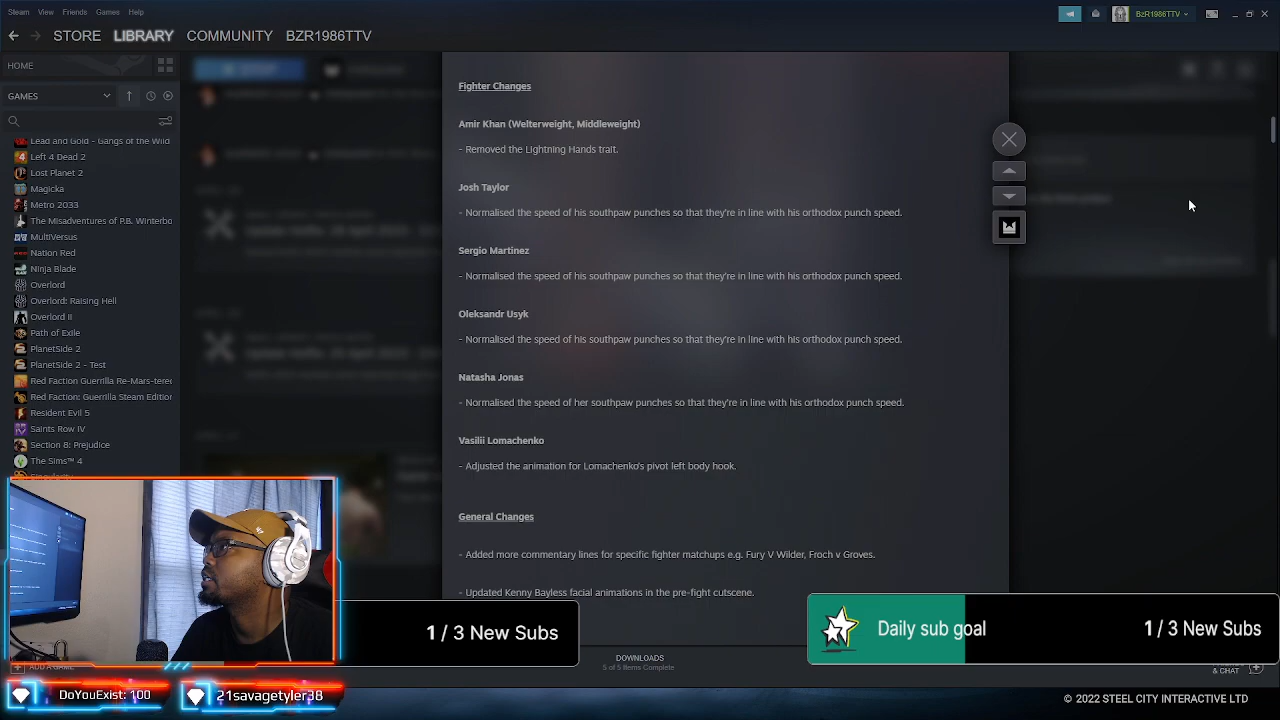 Steam View Friends Games Help
BZR1986TTV
STORE LIBRARY COMMUNITY BZR1986TTV
HOME
GAMES
Lead and Gold - Gangs of the Wild
Left 4 Dead 2
Lost Planet 2
Magicka
Metro 2033
The Misadventures of P.B. Winterbo
MultiVersus
Nation Red
Ninja Blade
Overlord
Overlord: Raising Hell
Overlord II
Path of Exile
PlanetSide 2
PlanetSide 2 - Test
Red Faction Guerrilla Re-Mars-tered
Red Faction: Guerrilla Steam Edition
Resident Evil 5
Saints Row IV
Section 8: Prejudice
The Sims™ 4
Singularity
Fighter Changes
Amir Khan (Welterweight, Middleweight)
- Removed the Lightning Hands trait.
Josh Taylor
- Normalised the speed of his southpaw punches so that they're in line with his orthodox punch speed.
Sergio Martinez
- Normalised the speed of his southpaw punches so that they're in line with his orthodox punch speed.
Oleksandr Usyk
- Normalised the speed of his southpaw punches so that they're in line with his orthodox punch speed.
Natasha Jonas
- Normalised the speed of her southpaw punches so that they're in line with his orthodox punch speed.
Vasilii Lomachenko
- Adjusted the animation for Lomachenko's pivot left body hook.
General Changes
- Added more commentary lines for specific fighter matchups e.g. Fury V Wilder, Froch v Groves.
- Updated Kenny Bayless facial animations in the pre-fight cutscene.
1 / 3 New Subs
Daily sub goal 1 / 3 New Subs
ADD A GAME
DOWNLOADS
5 of 5 Items Complete
& CHAT
DoYouExist: 100
21savagetyler38
© 2022 STEEL CITY INTERACTIVE LTD